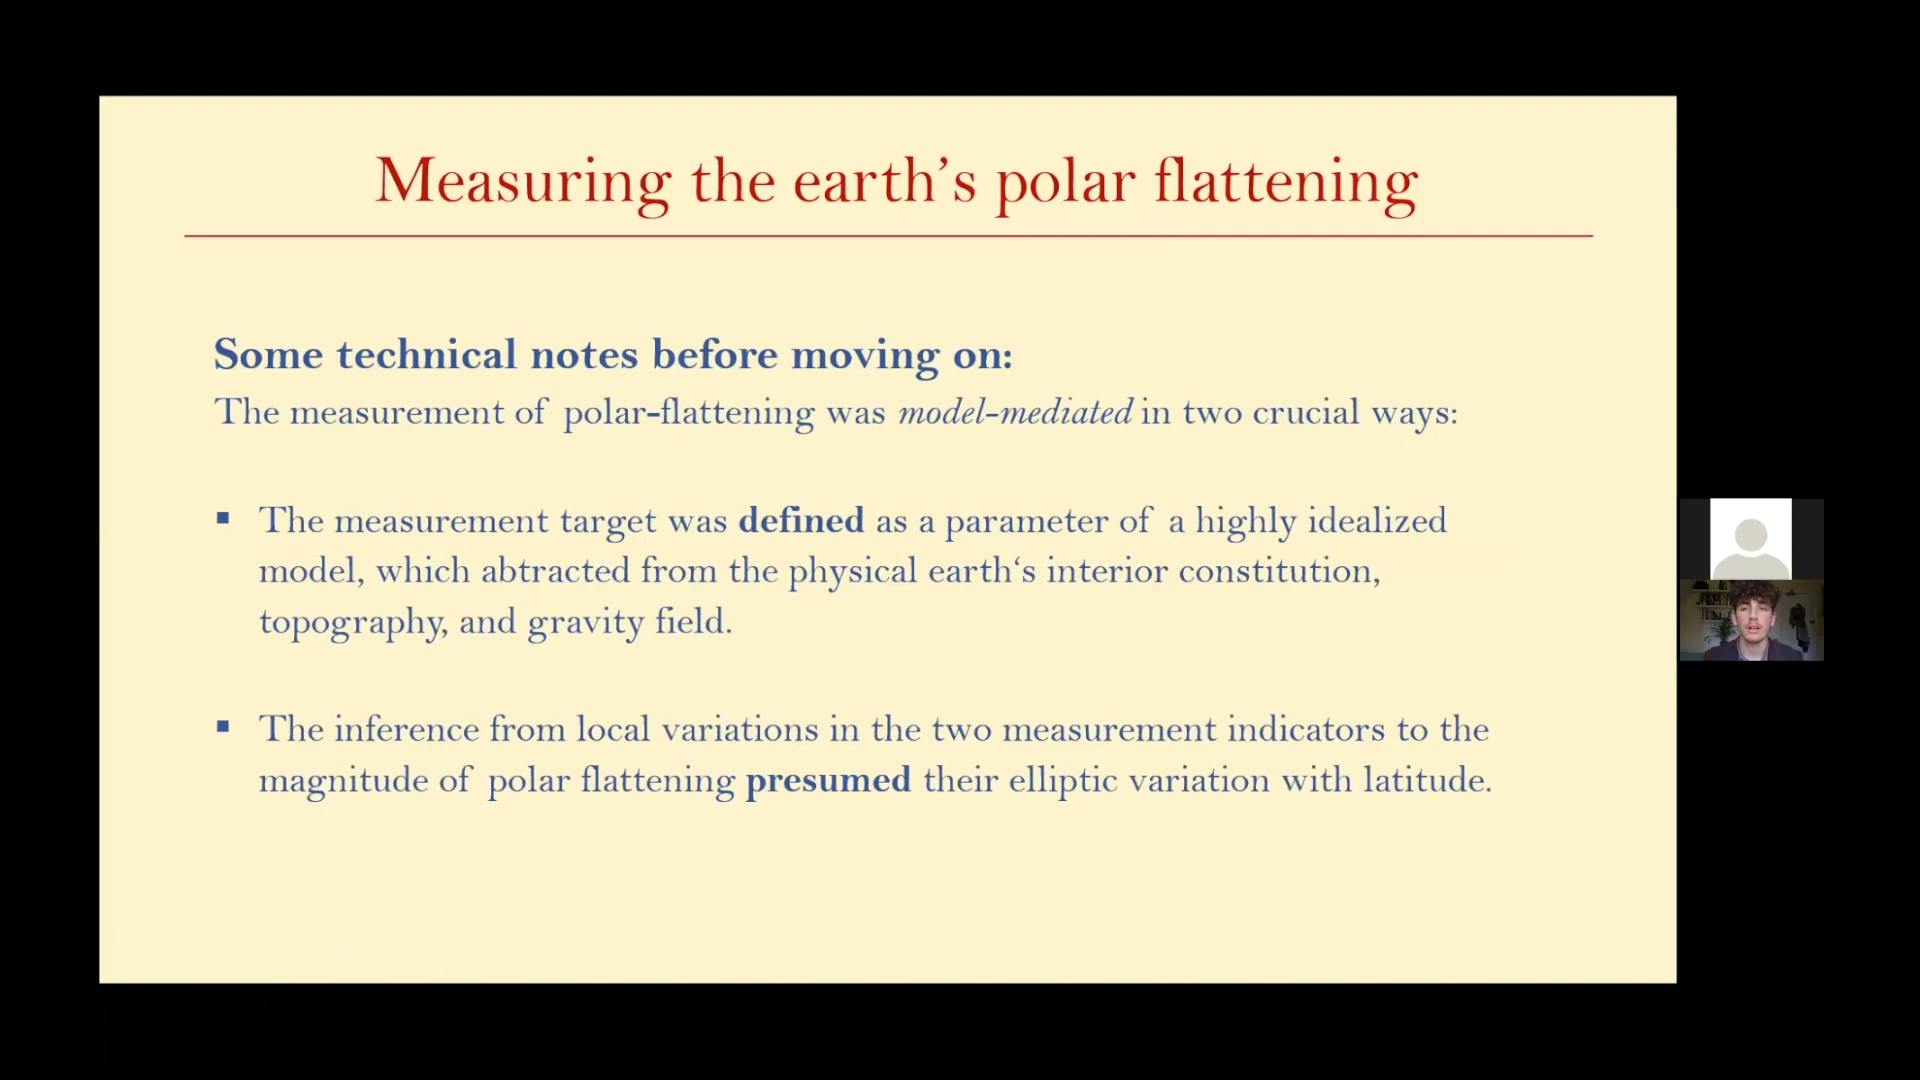 Measuring the earth’s polar flattening
Some technical notes before moving on:
The measurement of polar-flattening was model-mediated in two crucial ways:
▪ The measurement target was defined as a parameter of a highly idealized
model, which abtracted from the physical earth‘s interior constitution,
topography, and gravity field.
▪ The inference from local variations in the two measurement indicators to the
magnitude of polar flattening presumed their elliptic variation with latitude.